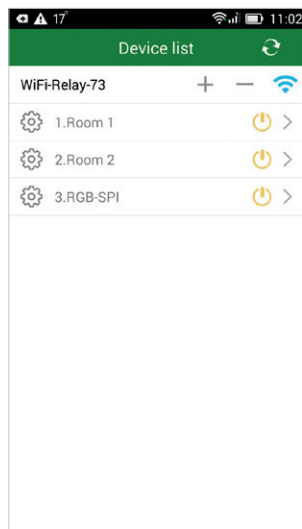 17° 11:02
Device list
WiFi-Relay-73
1.Room 1
2.Room 2
3.RGB-SPI